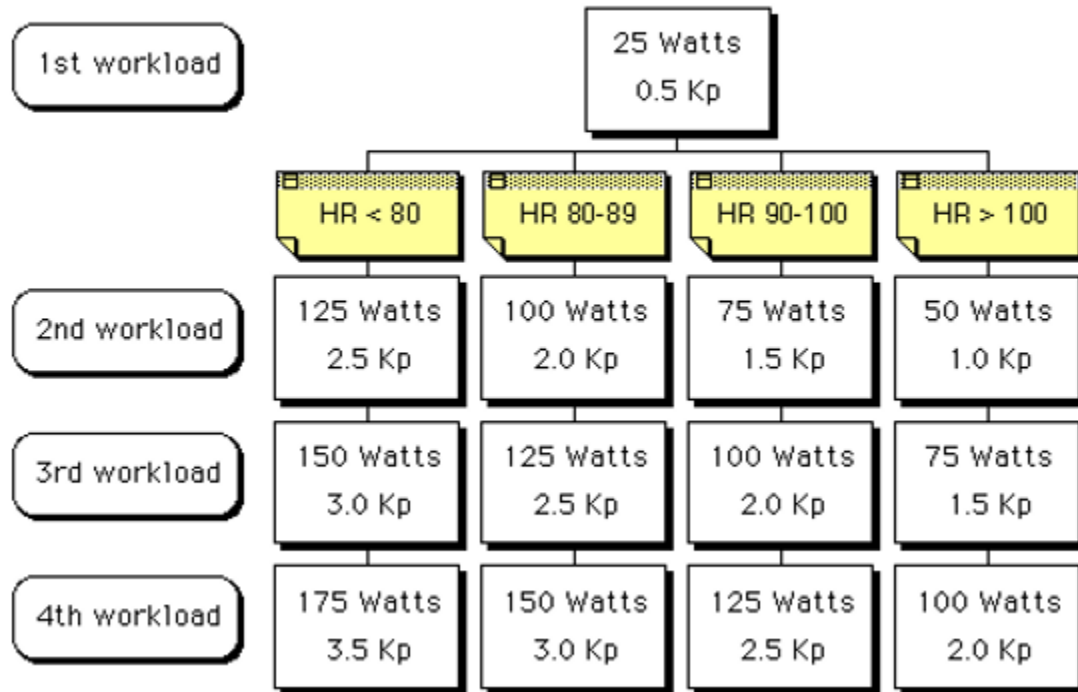 1st workload
25 Watts
0.5 Kp
HR < 80
HR 80-89
HR 90-100
HR > 100
2nd workload
125 Watts
2.5 Kp
100 Watts
2.0 Kp
75 Watts
1.5 Kp
50 Watts
1.0 Kp
3rd workload
150 Watts
3.0 Kp
125 Watts
2.5 Kp
100 Watts
2.0 Kp
75 Watts
1.5 Kp
4th workload
175 Watts
3.5 Kp
150 Watts
3.0 Kp
125 Watts
2.5 Kp
100 Watts
2.0 Kp